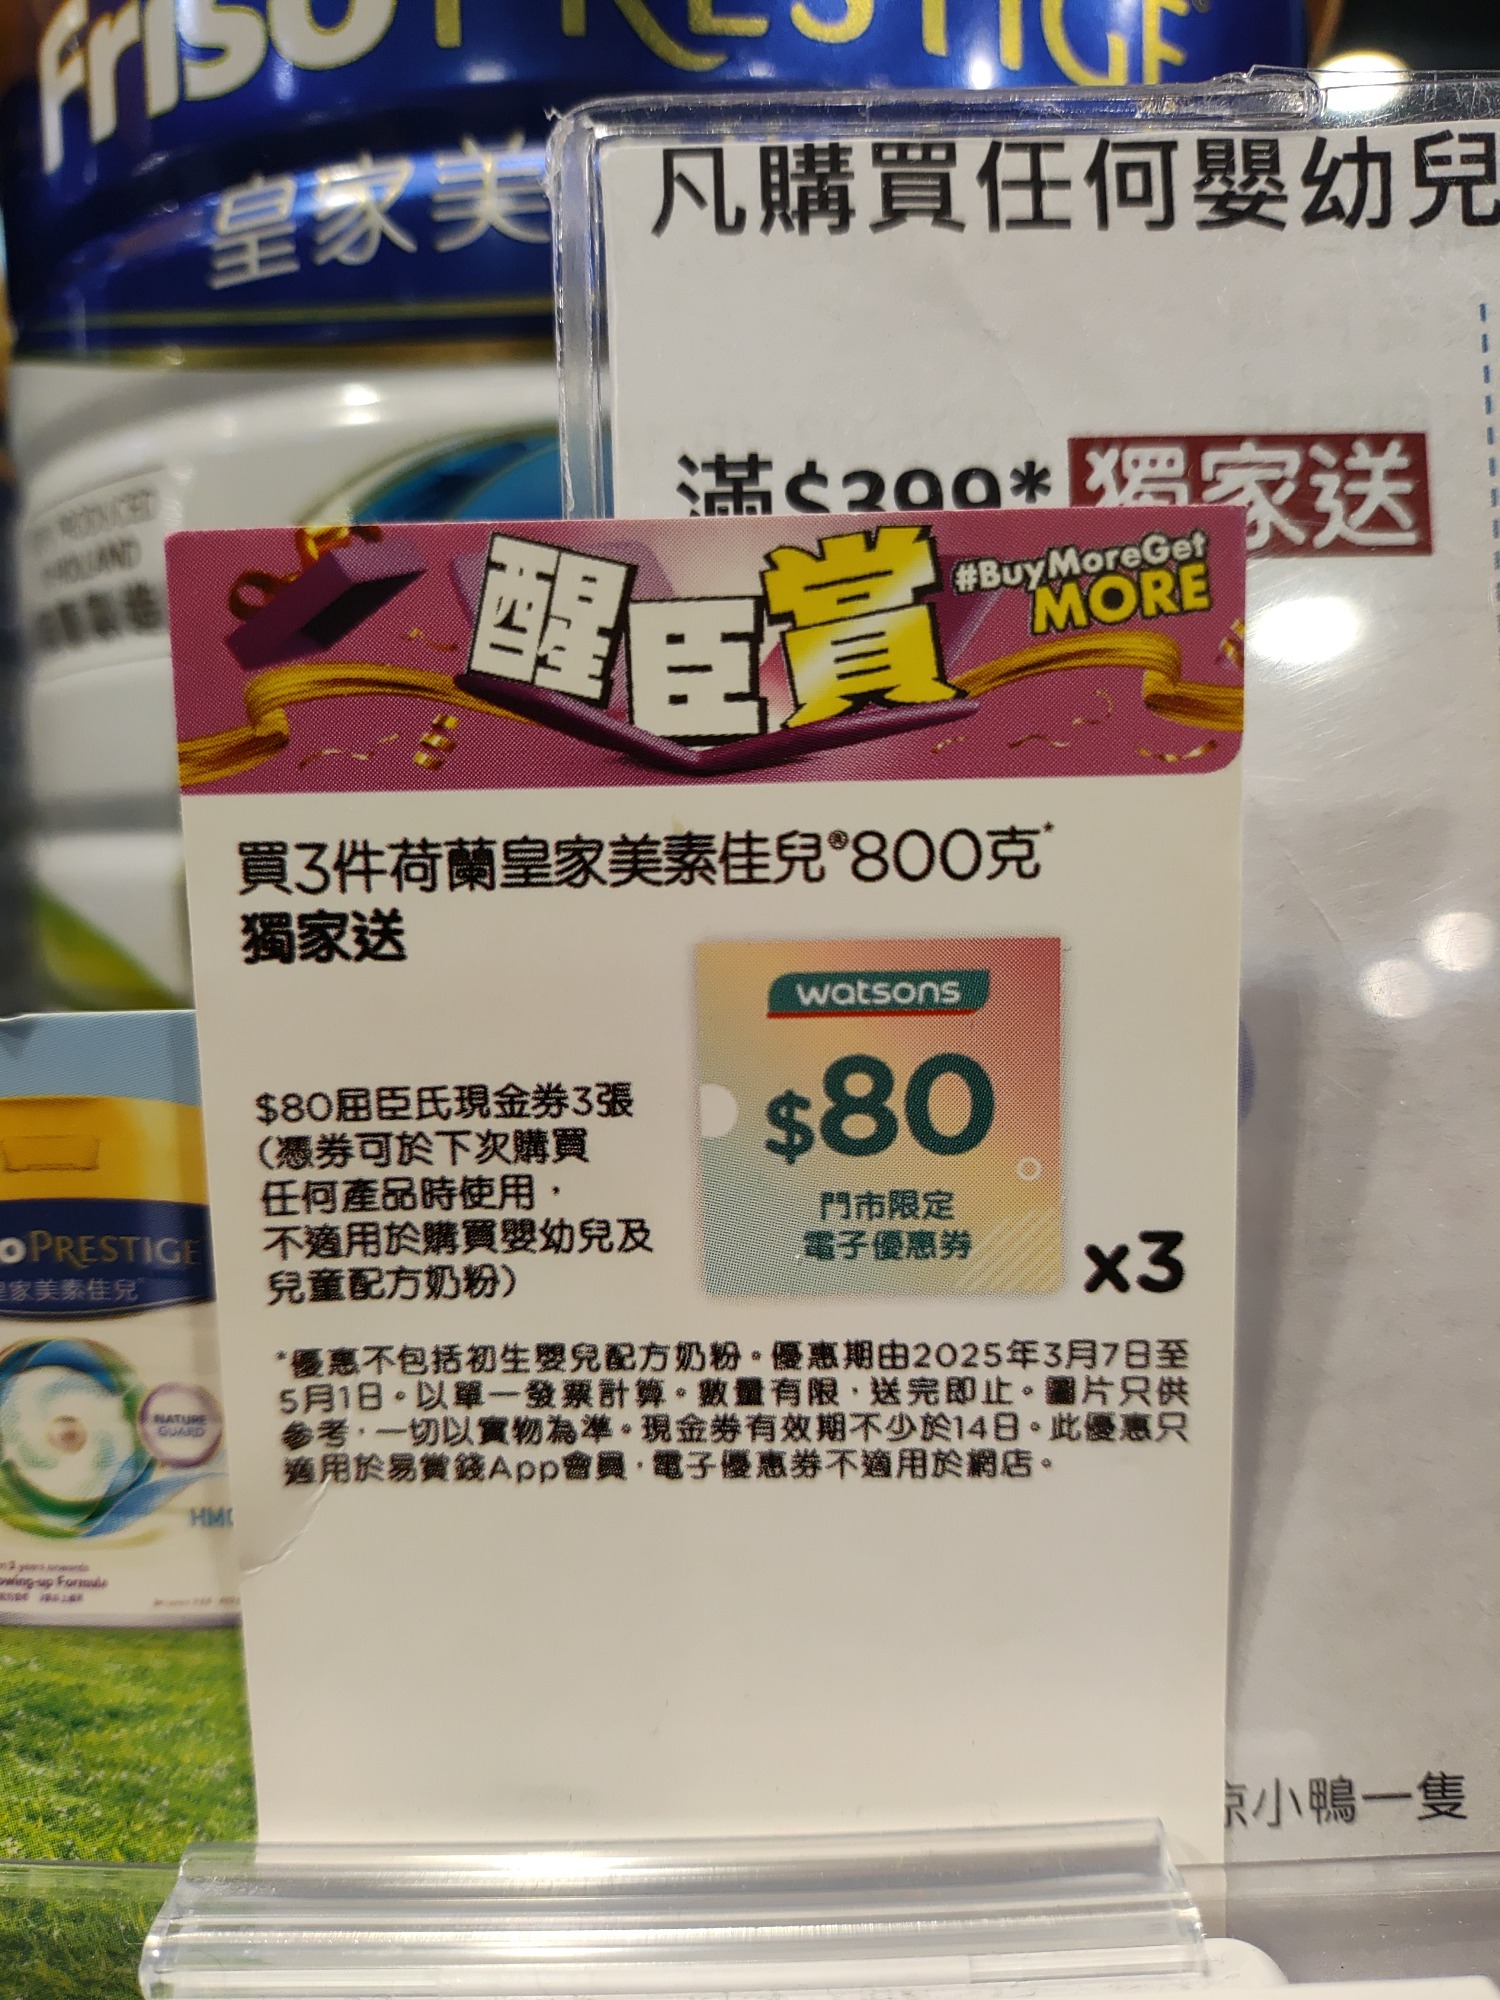 Friso PRESTIGE
皇家美
凡購買任何嬰幼兒
滿$399*獨家送
醒臣賞
#BuyMoreGet
MORE
買3件荷蘭皇家美素佳兒®800克*
獨家送
watsons
$80
門市限定
電子優惠券
x3
$80屈臣氏現金券3張
(憑券可於下次購買
任何產品時使用,
不適用於購買嬰幼兒及
兒童配方奶粉)
*優惠不包括初生嬰兒配方奶粉。優惠期由2025年3月7日至
5月1日。以單一發票計算。數量有限,送完即止。圖片只供
參考,一切以實物為準。現金券有效期不少於14日。此優惠只
適用於易賞錢App會員,電子優惠券不適用於網店。
PRODUCED
HOLLAND
oPRESTIGE
家美素佳兒
NATURE
GUARD
HMO
小鴨一隻